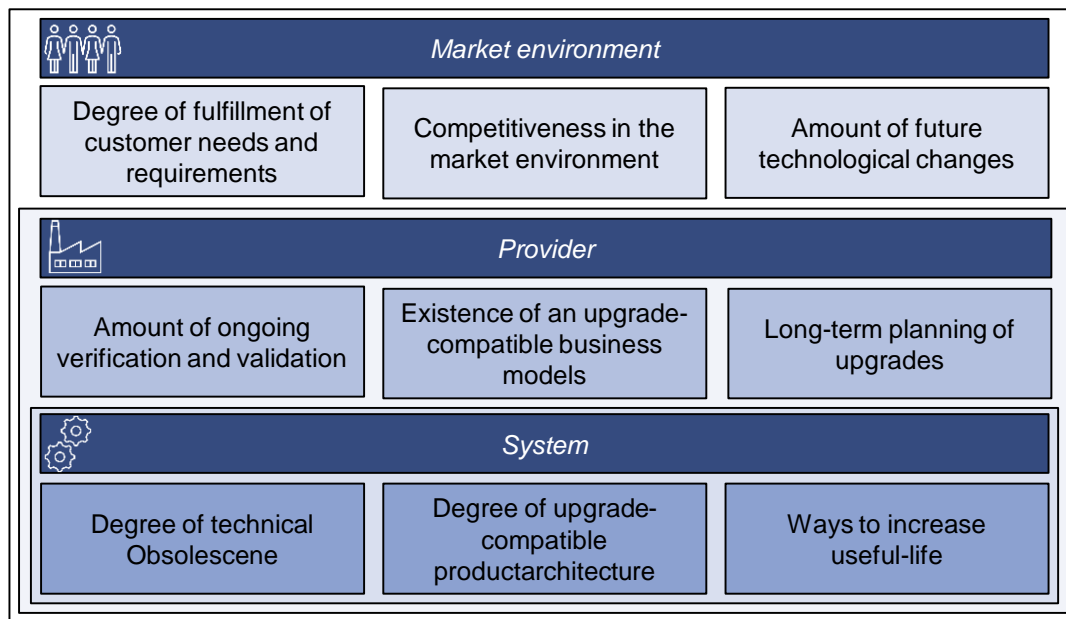 Market environment
Degree of fulfillment of
customer needs and
requirements
Competitiveness in the
market environment
Amount of future
technological changes
Provider
Amount of ongoing
verification and validation
Existence of an upgrade-
compatible business
models
Long-term planning of
upgrades
System
Degree of technical
Obsolescene
Degree of upgrade-
compatible
productarchitecture
Ways to increase
useful-life